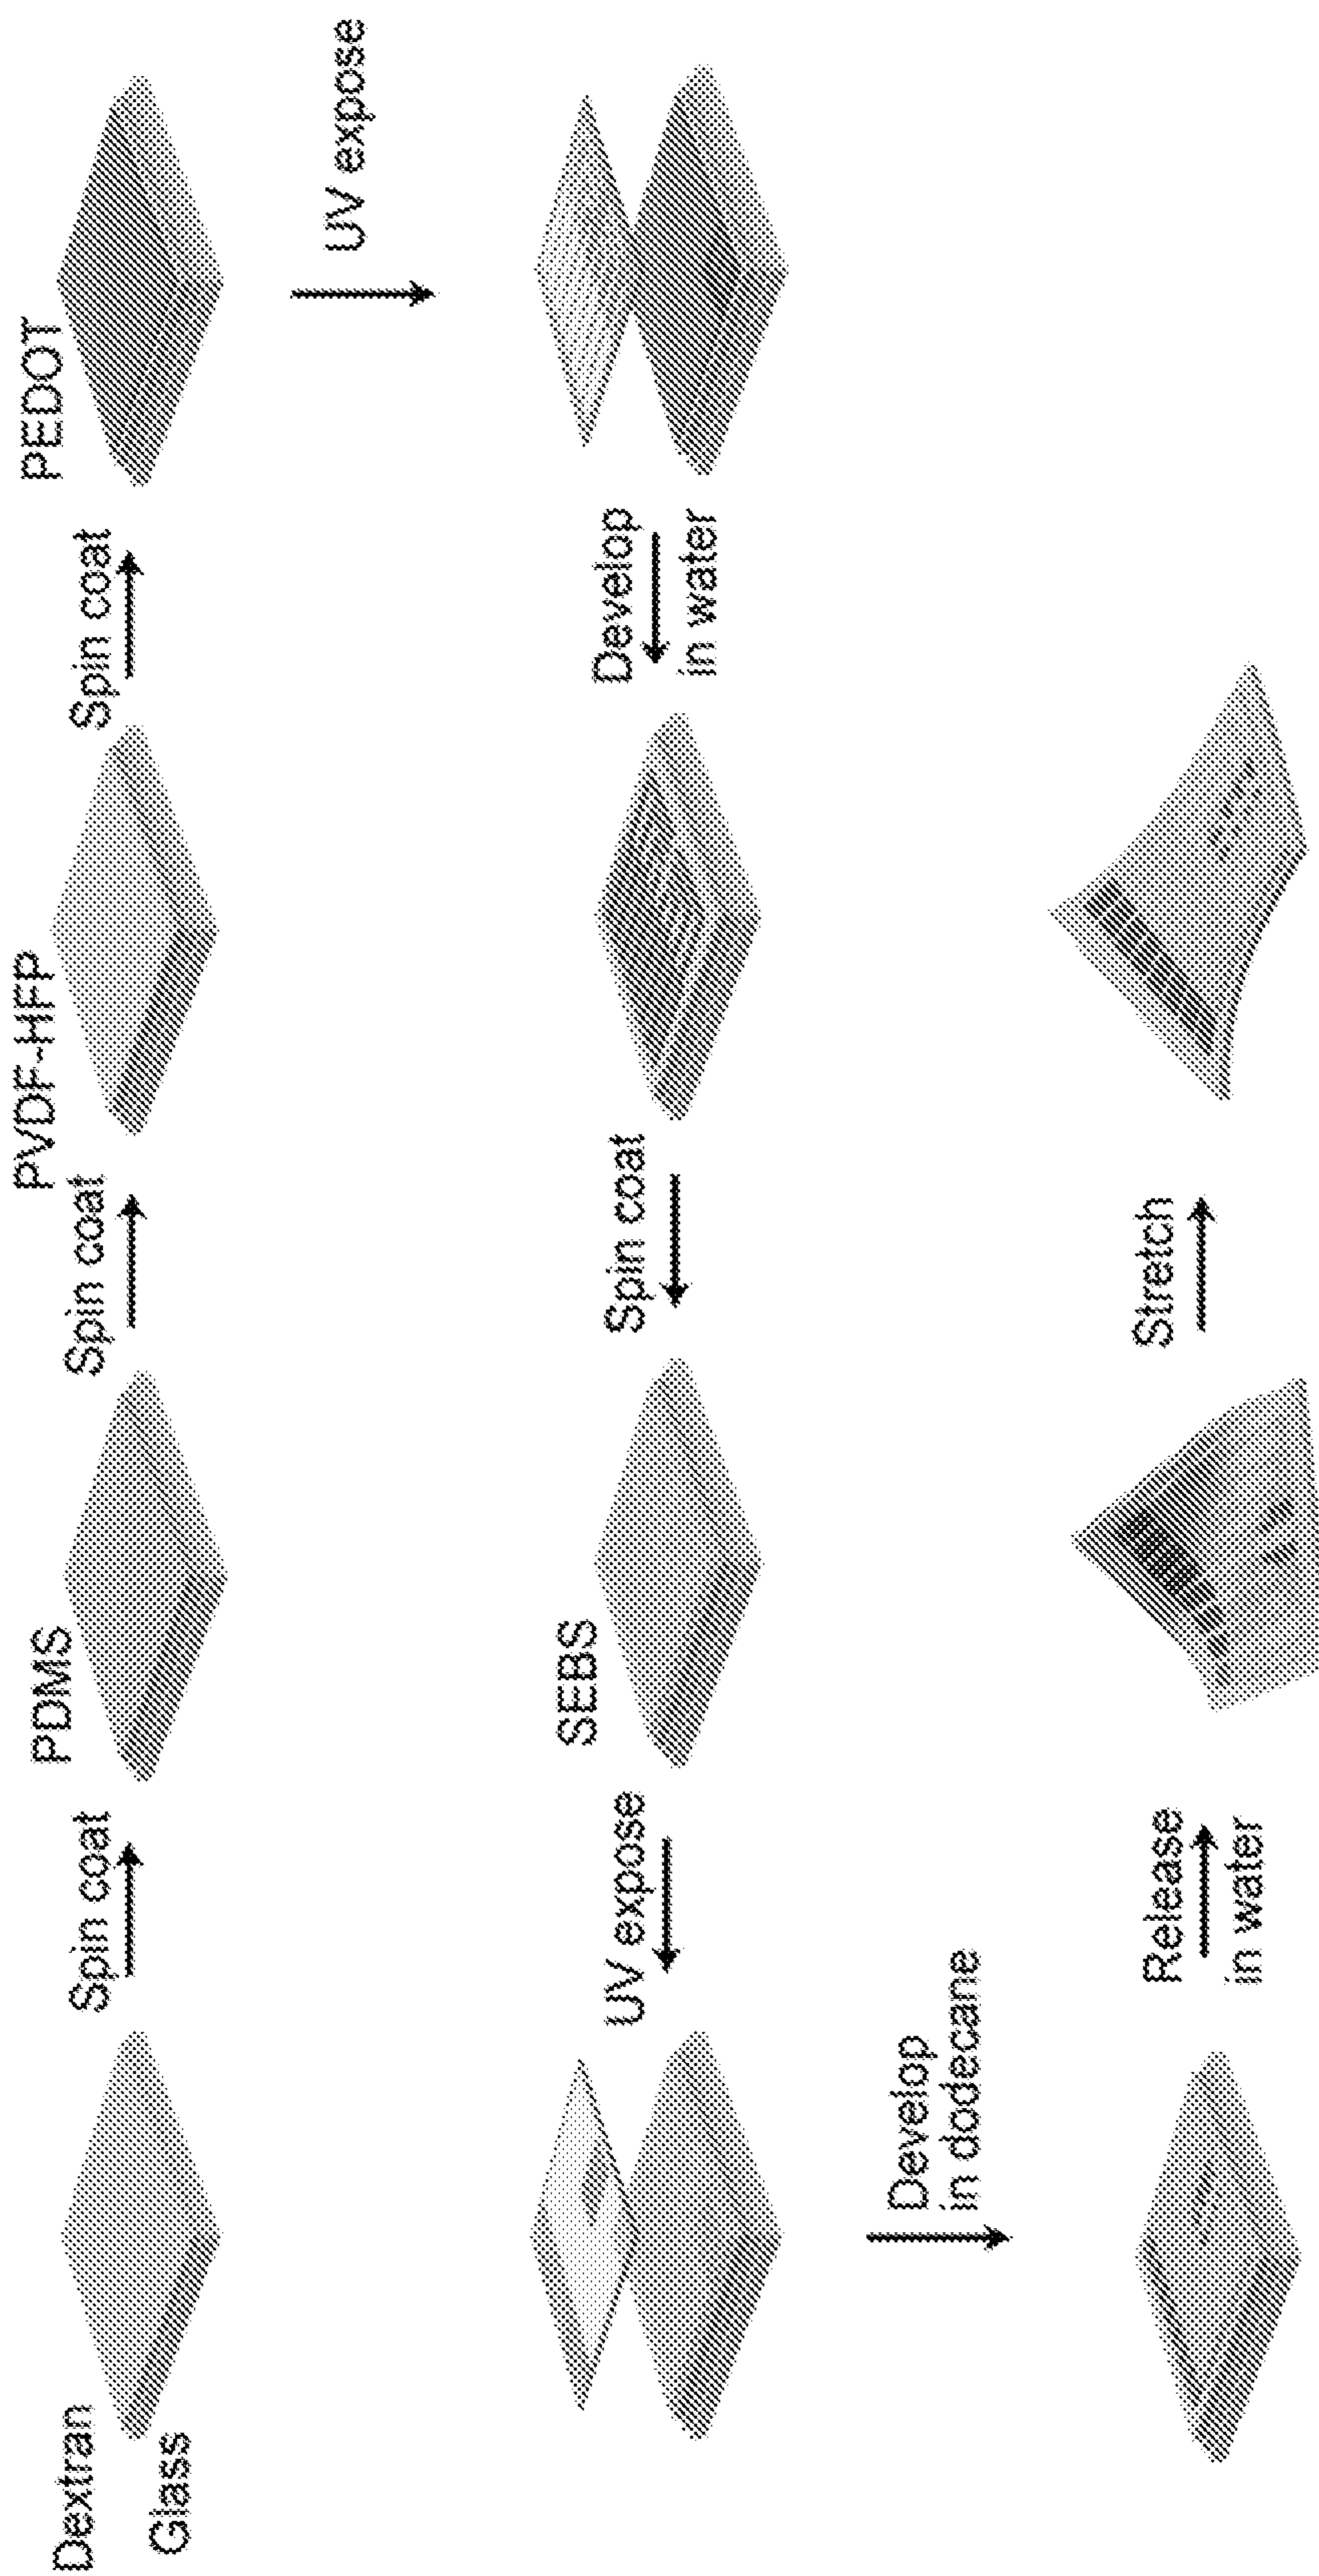 Dextran
Glass
Spin coat
PDMS
Spin coat
PVDF-HFP
Spin coat
PEDOT
UV expose
Develop
in water
Spin coat
SEBS
UV expose
Develop
in dodecane
Release
in water
Stretch